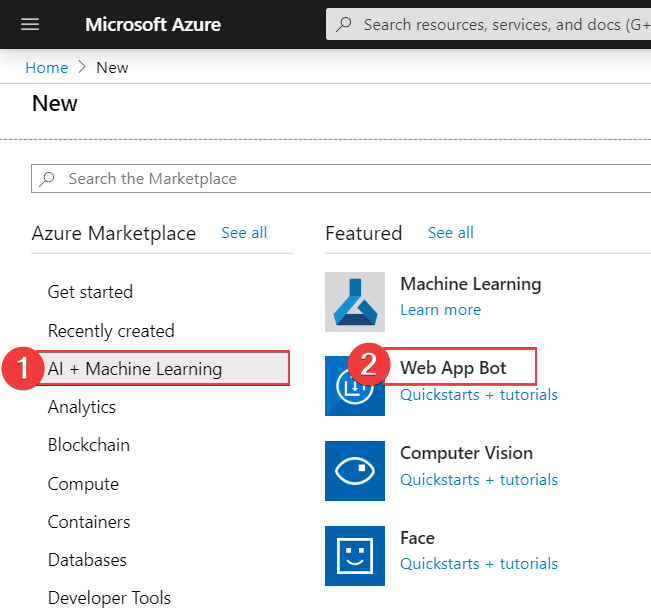 Microsoft Azure
Search resources, services, and docs (G+
Home > New
New
Search the Marketplace
Azure Marketplace See all
Featured See all
Get started
Recently created
1 AI + Machine Learning
Analytics
Blockchain
Compute
Containers
Databases
Developer Tools
Machine Learning
Learn more
2 Web App Bot
Quickstarts + tutorials
Computer Vision
Quickstarts + tutorials
Face
Quickstarts + tutorials